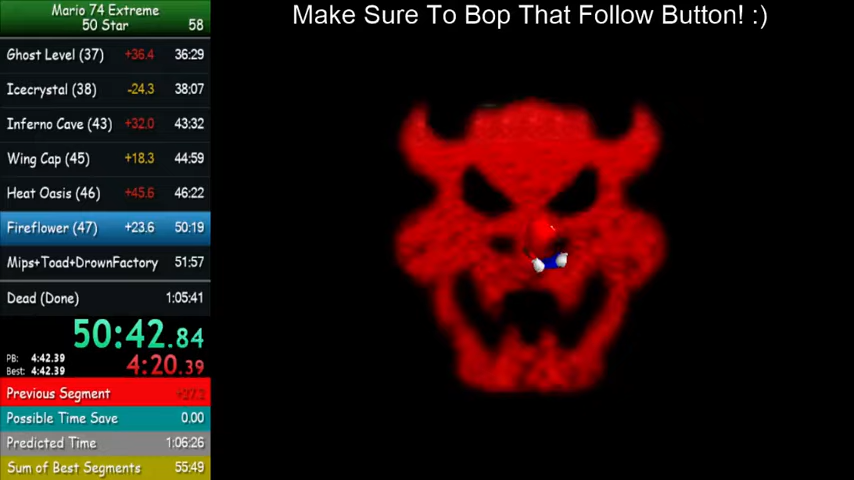 Make Sure To Bop That Follow Button! :)
Mario 74 Extreme
50 Star 58
Ghost Level (37) +36.4 36:29
Icecrystal (38) -24.3 38:07
Inferno Cave (43) +32.0 43:32
Wing Cap (45) +18.3 44:59
Heat Oasis (46) +45.6 46:22
Fireflower (47) +23.6 50:19
Mips+Toad+DrownFactory 51:57
Dead (Done) 1:05:41
50:42.84
PB: 4:42.39
Best: 4:42.39
4:20.39
Previous Segment
Possible Time Save 0.00
Predicted Time 1:06:26
Sum of Best Segments 55:49